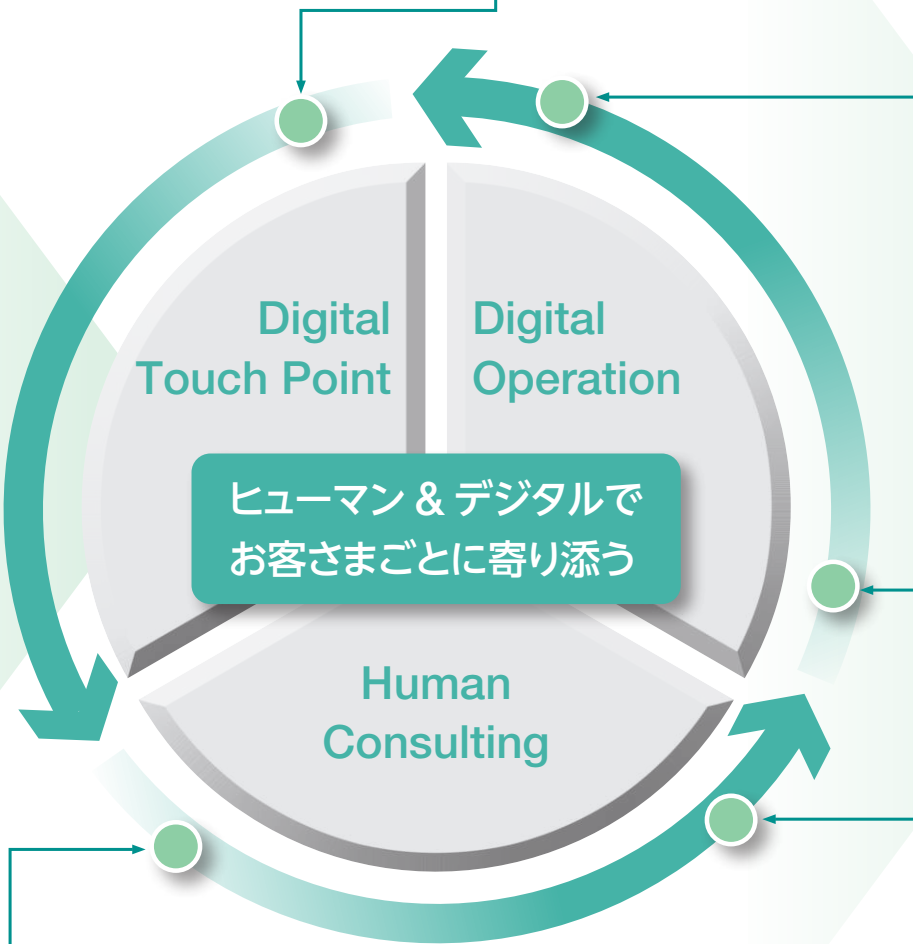 Digital
Touch Point
Digital
Operation
ヒューマン & デジタルで
お客さまごとに寄り添う
Human
Consulting